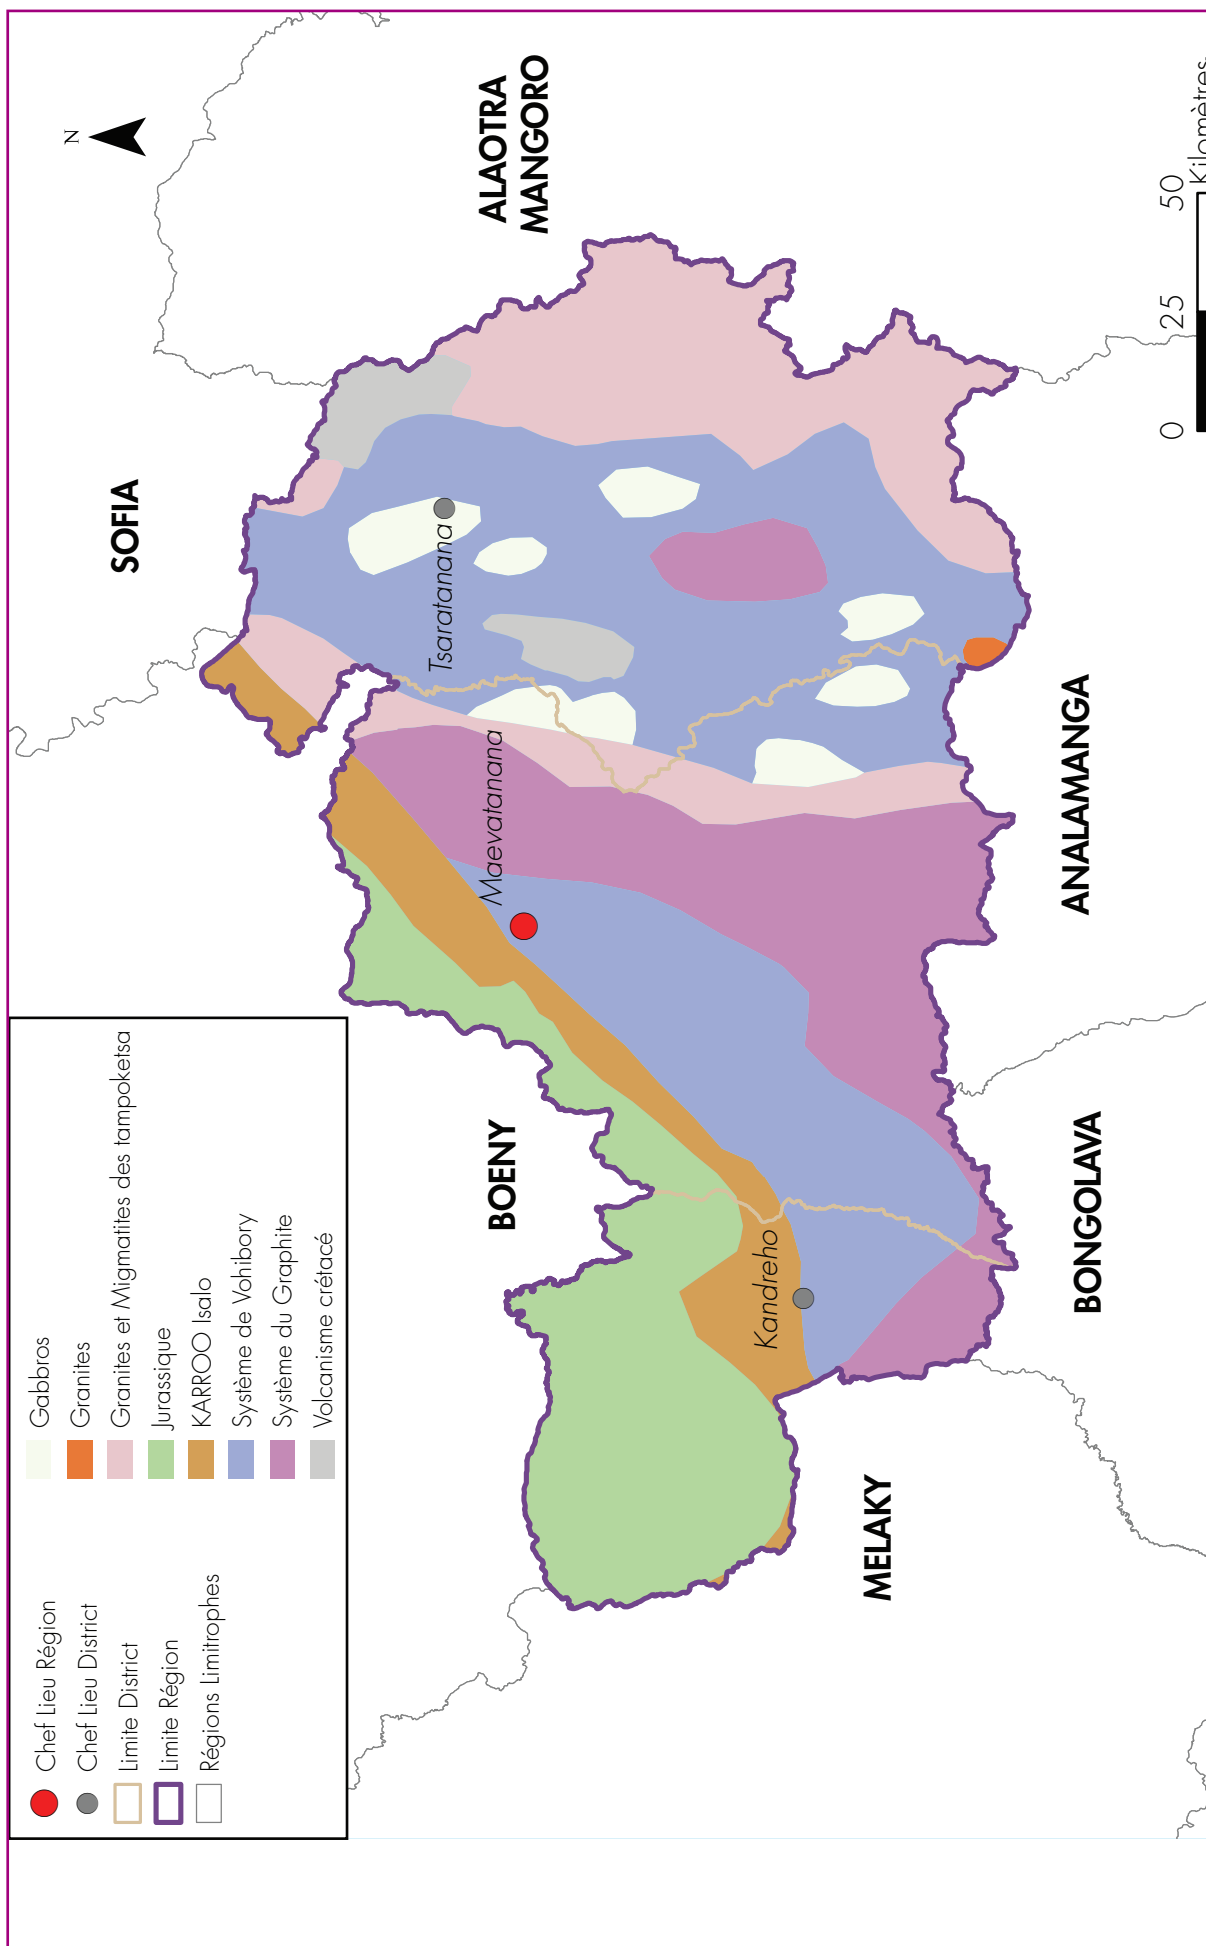 Chef Lieu Région
Chef Lieu District
Limite District
Limite Région
Régions Limitrophes
Gabbros
Granites
Granites et Migmatites des tampoketsa
Jurassique
KARROO Isalo
Système de Vohibory
Système du Graphite
Volcanisme crétacé
N
SOFIA
ALAOTRA
MANGORO
BOENY
Tsaratanana
Maevatanana
Kandreho
MELAKY
BONGOLAVA
ANALAMANGA
0 25 50
Kilomètres